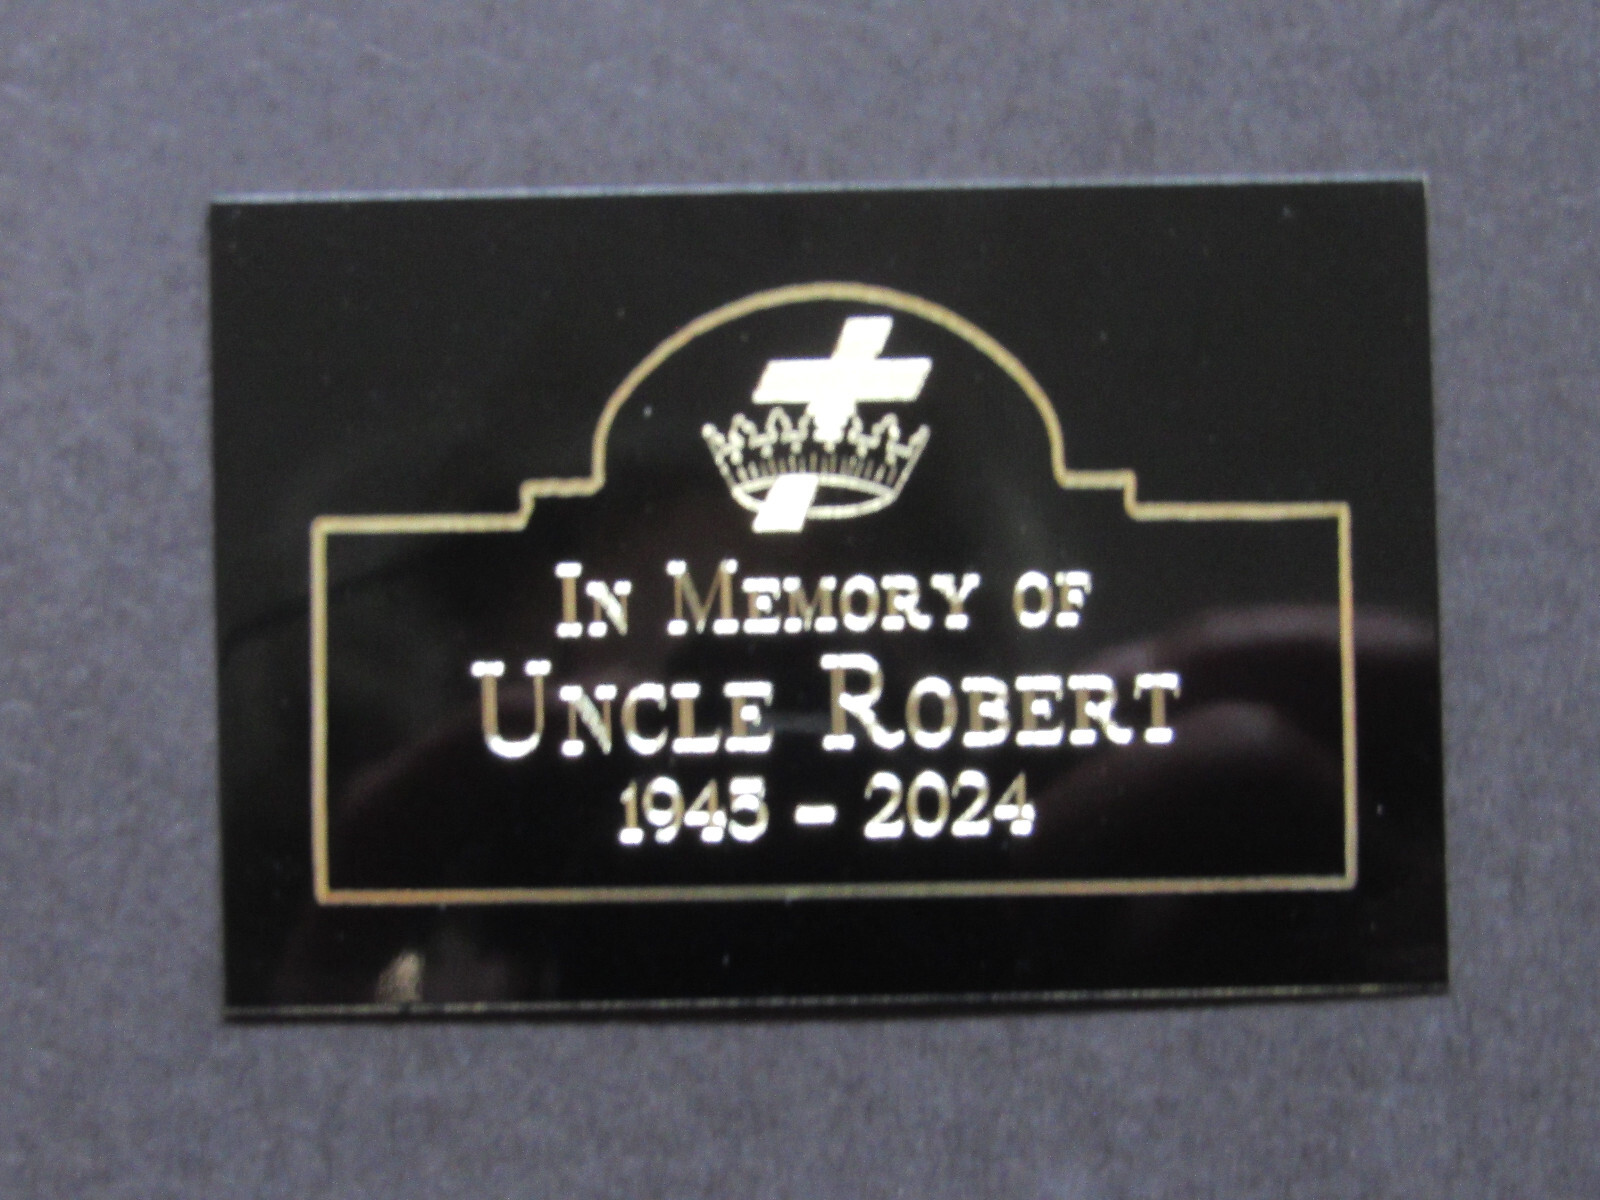 In Memory of
Uncle Robert
1945 - 2024